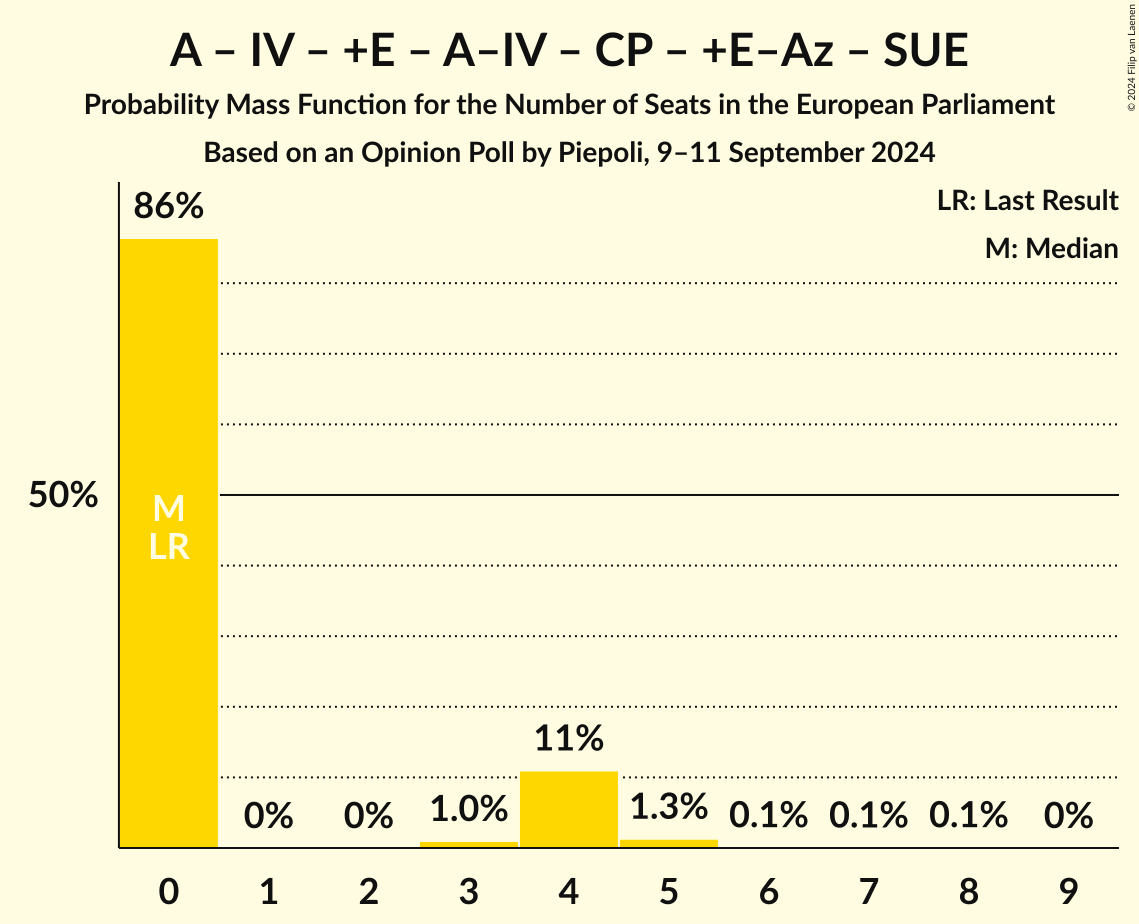 A – IV – +E – A–IV – CP – +E–Az – SUE
Probability Mass Function for the Number of Seats in the European Parliament
Based on an Opinion Poll by Piepoli, 9–11 September 2024
© 2024 Filip van Laenen
LR: Last Result
M: Median
86%
50%
M
LR
0%
0%
1.0%
11%
1.3%
0.1%
0.1%
0.1%
0%
0 1 2 3 4 5 6 7 8 9